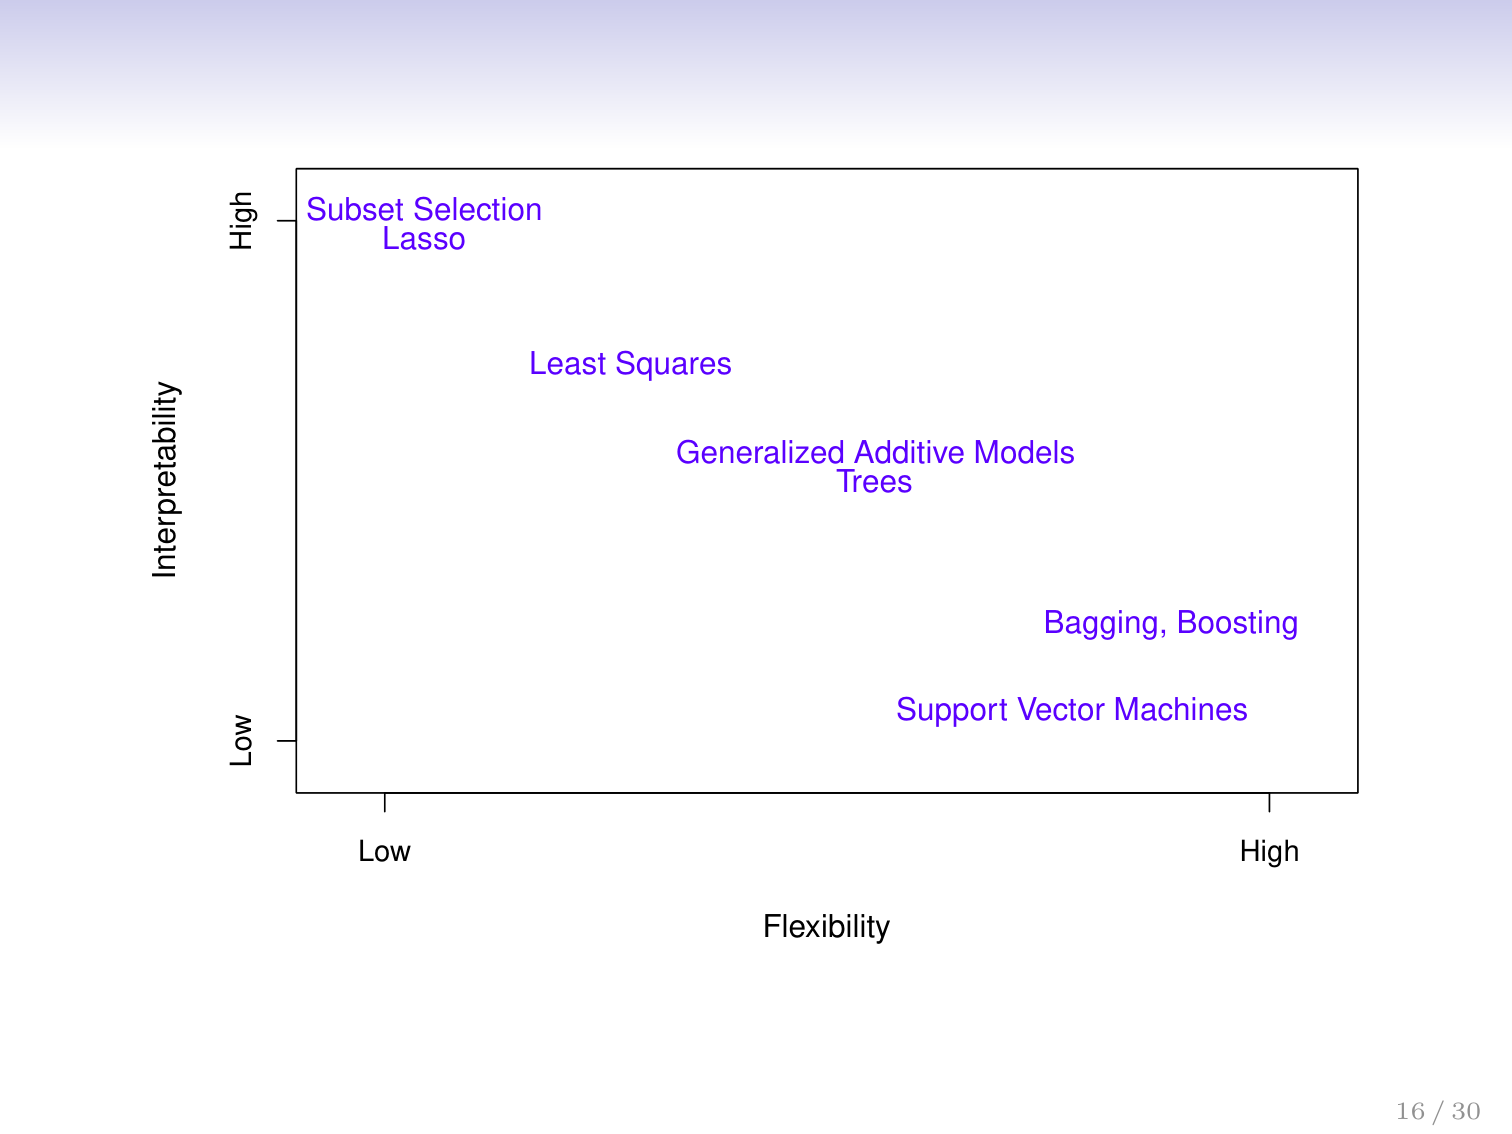 High
Subset Selection
Lasso
Least Squares
Interpretability
Generalized Additive Models
Trees
Bagging, Boosting
Support Vector Machines
Low
Low
High
Flexibility
16 / 30